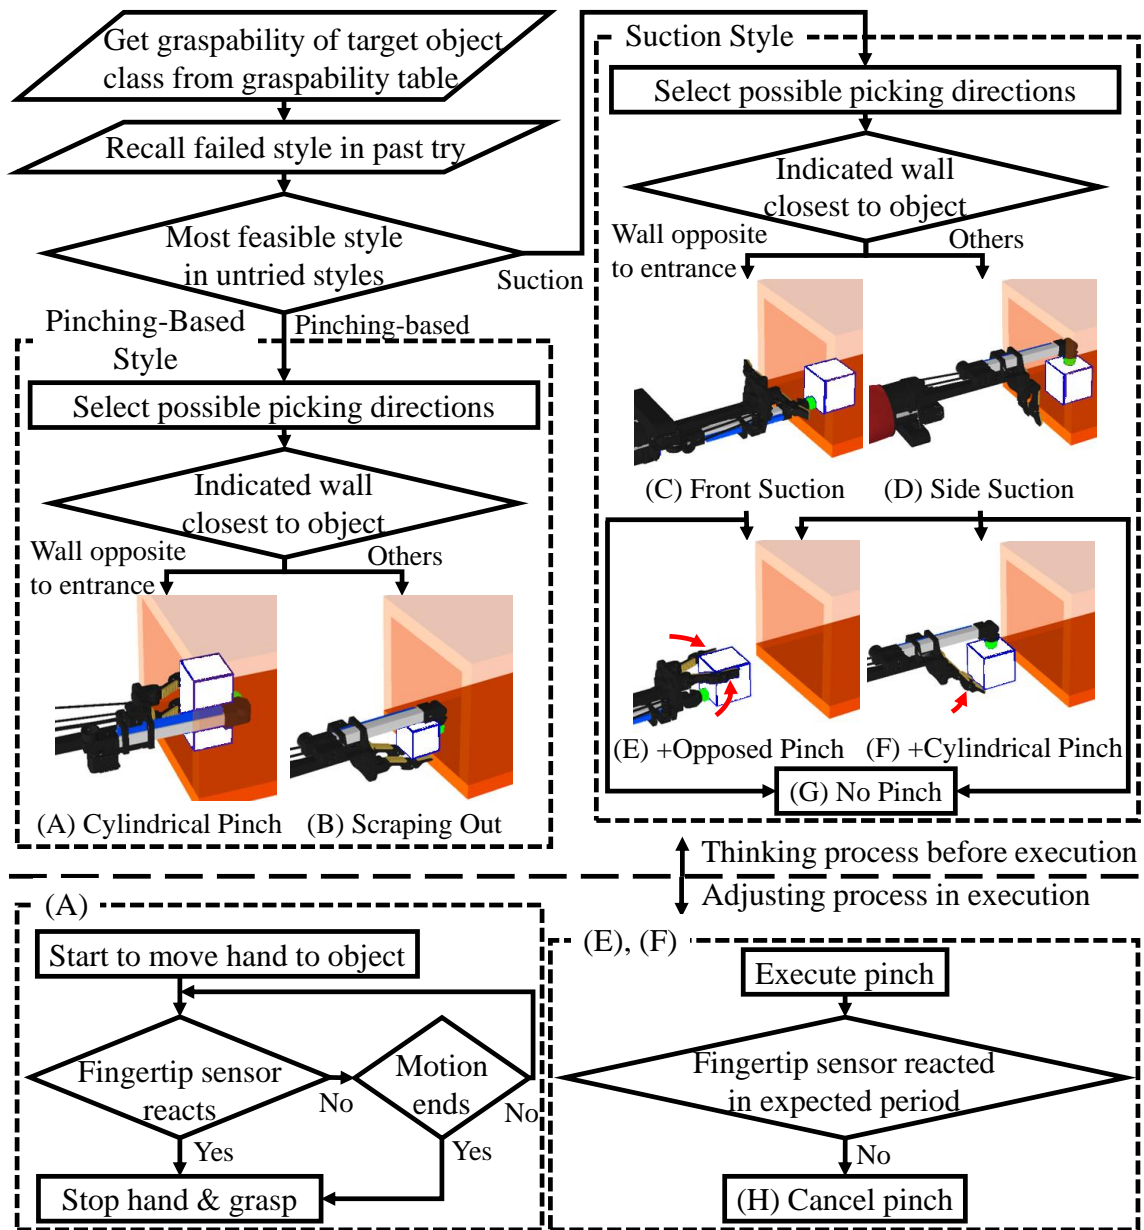 Get graspability of target object
class from graspability table
Recall failed style in past try
Most feasible style
in untried styles
Suction
Pinching-based
Pinching-Based
Style
Select possible picking directions
Indicated wall
closest to object
Wall opposite
to entrance
Others
(A) Cylindrical Pinch
(B) Scraping Out
Suction Style
Select possible picking directions
Indicated wall
closest to object
Wall opposite
to entrance
Others
(C) Front Suction
(D) Side Suction
(E) +Opposed Pinch
(F) +Cylindrical Pinch
(G) No Pinch
Thinking process before execution
Adjusting process in execution
(A)
Start to move hand to object
Fingertip sensor
reacts
No
Motion
ends
No
Yes
Yes
Stop hand & grasp
(E), (F)
Execute pinch
Fingertip sensor reacted
in expected period
No
(H) Cancel pinch